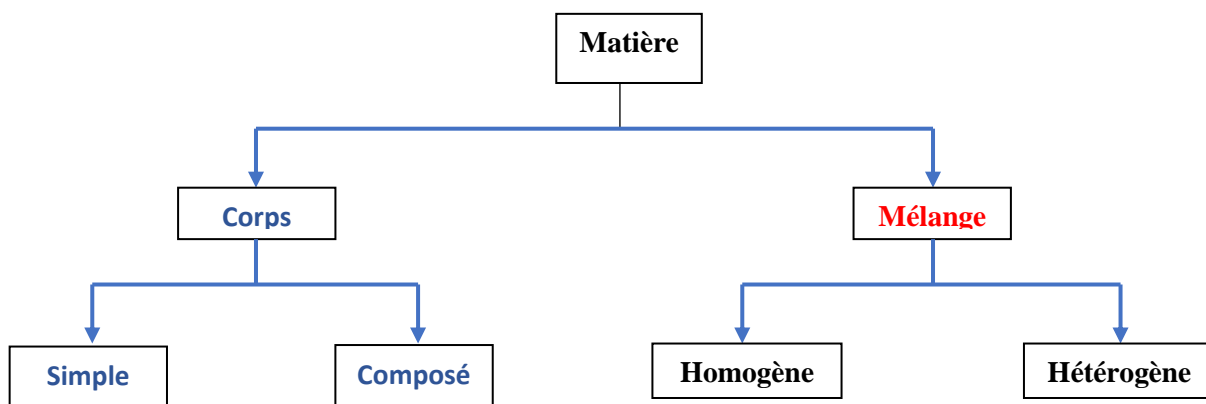 Matière
Corps
Mélange
Simple
Composé
Homogène
Hétérogène